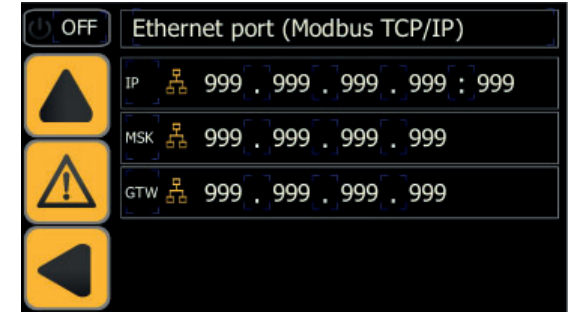 OFF Ethernet port (Modbus TCP/IP)
IP 999 . 999 . 999 . 999 : 999
MSK 999 . 999 . 999 . 999
GTW 999 . 999 . 999 . 999